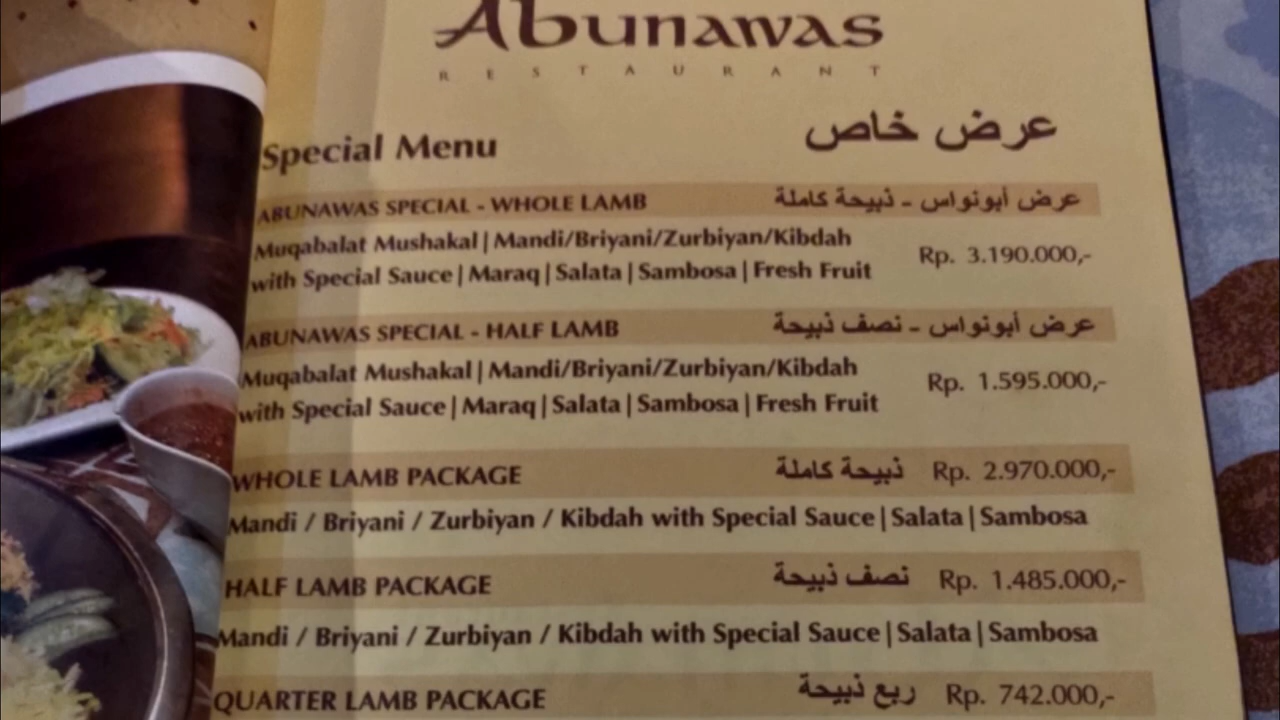 Abunawas
RESTAURANT
Special Menu عرض خاص
ABUNAWAS SPECIAL - WHOLE LAMB عرض أبونواس - ذبيحة كاملة
Muqabalat Mushakal | Mandi/Briyani/Zurbiyan/Kibdah
with Special Sauce | Maraq | Salata | Sambosa | Fresh Fruit Rp. 3.190.000,-
ABUNAWAS SPECIAL - HALF LAMB عرض أبونواس - نصف ذبيحة
Muqabalat Mushakal | Mandi/Briyani/Zurbiyan/Kibdah
with Special Sauce | Maraq | Salata | Sambosa | Fresh Fruit Rp. 1.595.000,-
WHOLE LAMB PACKAGE ذبيحة كاملة Rp. 2.970.000,-
Mandi / Briyani / Zurbiyan / Kibdah with Special Sauce | Salata | Sambosa
HALF LAMB PACKAGE نصف ذبيحة Rp. 1.485.000,-
Mandi / Briyani / Zurbiyan / Kibdah with Special Sauce | Salata | Sambosa
QUARTER LAMB PACKAGE ربع ذبيحة Rp. 742.000,-